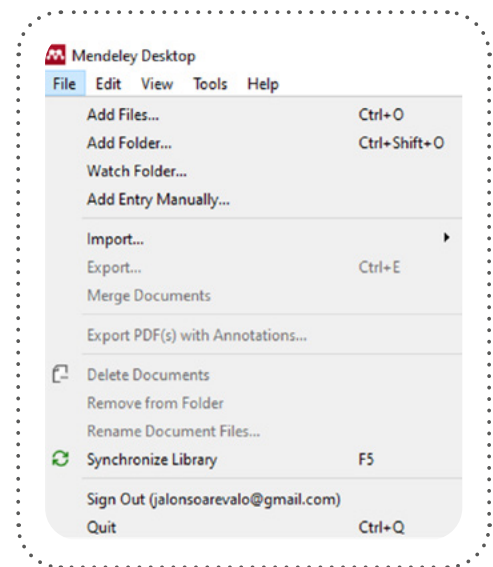 Mendeley Desktop
File Edit View Tools Help
Add Files... Ctrl+O
Add Folder... Ctrl+Shift+O
Watch Folder...
Add Entry Manually...
Import...
Export... Ctrl+E
Merge Documents
Export PDF(s) with Annotations...
Delete Documents
Remove from Folder
Rename Document Files...
Synchronize Library F5
Sign Out (jalonsoarevalo@gmail.com)
Quit Ctrl+Q